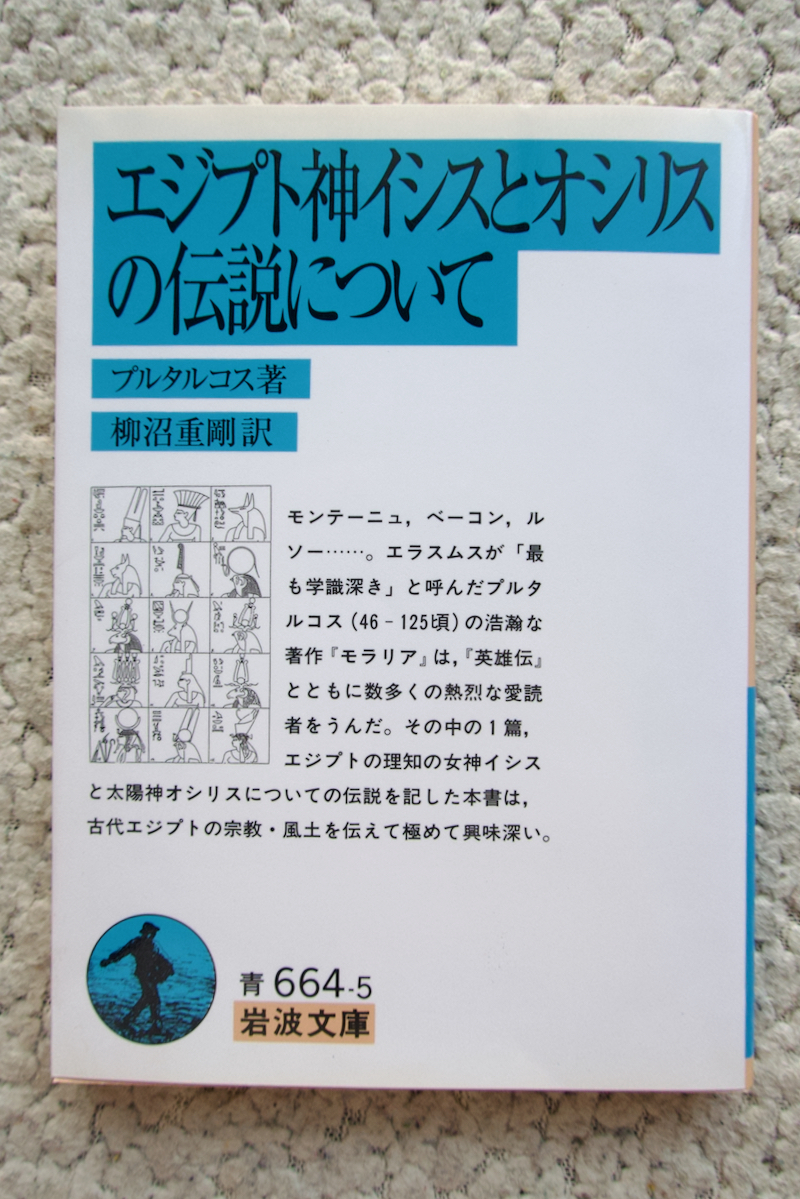 エジプト神イシスとオシリス
の伝説について
プルタルコス著
柳沼重剛訳
モンテーニュ，ベーコン，ル
ソー……。エラスムスが「最
も学識深き」と呼んだプルタ
ルコス(46－125頃)の浩瀚な
著作『モラリア』は，『英雄伝』
とともに数多くの熱烈な愛読
者をうんだ。その中の１篇，
エジプトの理知の女神イシス
と太陽神オシリスについての伝説を記した本書は，
古代エジプトの宗教・風土を伝えて極めて興味深い。
青 664-5
岩波文庫